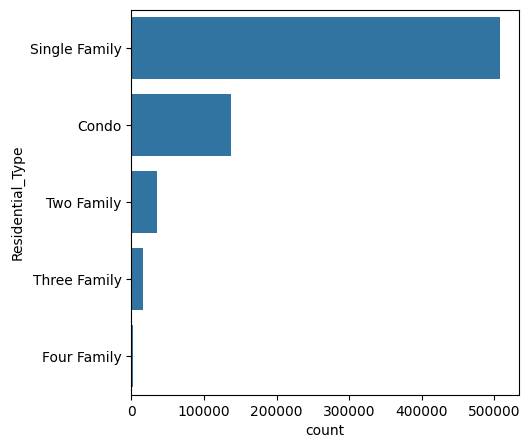 Residential_Type
Single Family
Condo
Two Family
Three Family
Four Family
0 100000 200000 300000 400000 500000
count